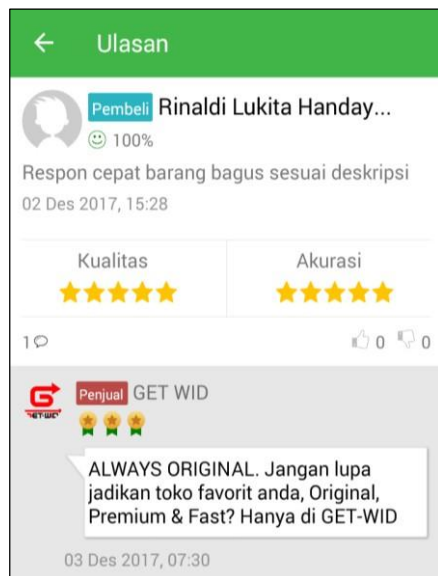 Ulasan
Pembeli Rinaldi Lukita Handay...
100%
Respon cepat barang bagus sesuai deskripsi
02 Des 2017, 15:28
Kualitas Akurasi
1 0 0
GET-WID
Penjual GET WID
ALWAYS ORIGINAL. Jangan lupa
jadikan toko favorit anda, Original,
Premium & Fast? Hanya di GET-WID
03 Des 2017, 07:30